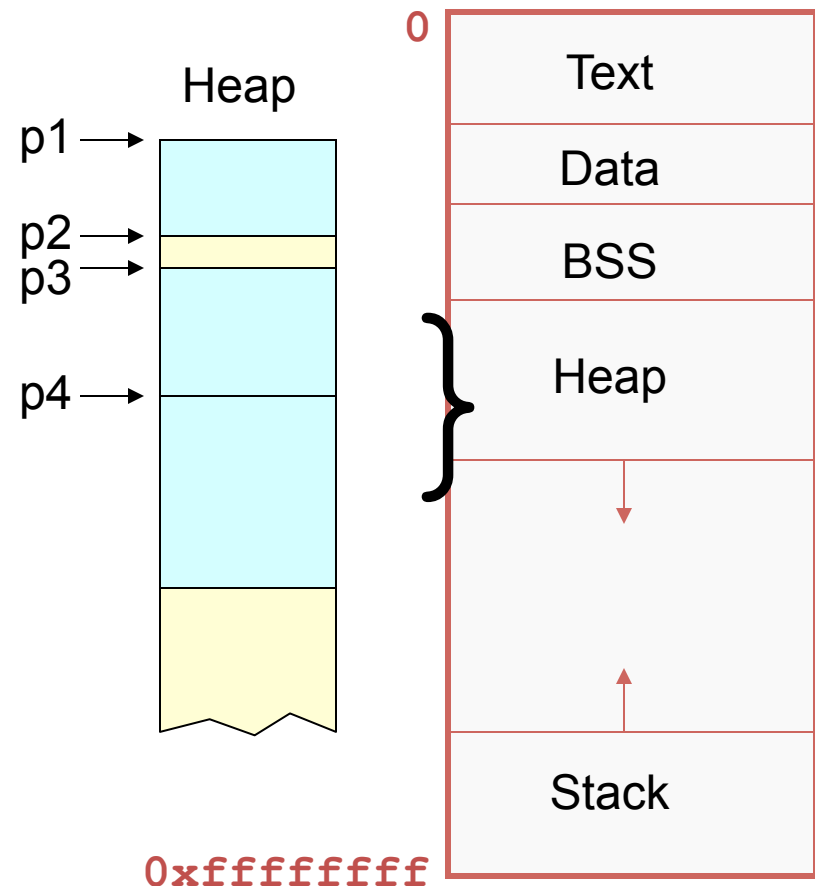 Heap
p1
p2
p3
p4
0
Text
Data
BSS
Heap
Stack
0xffffffff